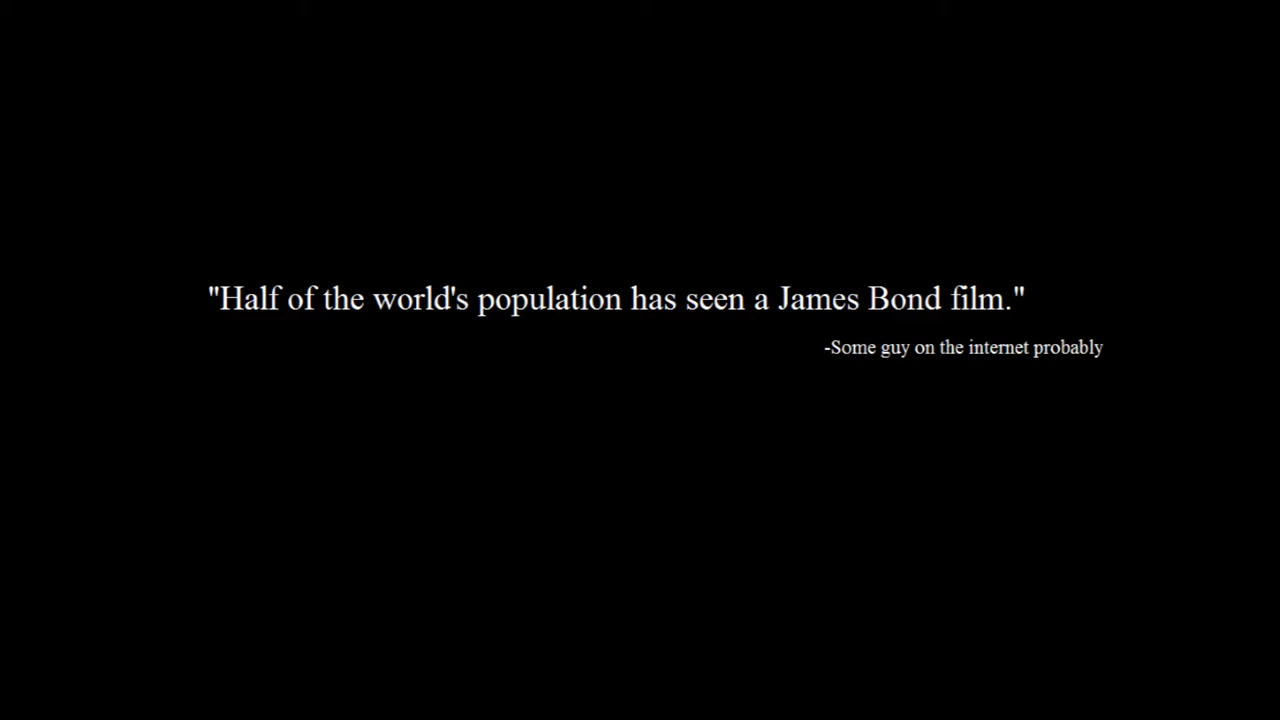 "Half of the world's population has seen a James Bond film."
-Some guy on the internet probably